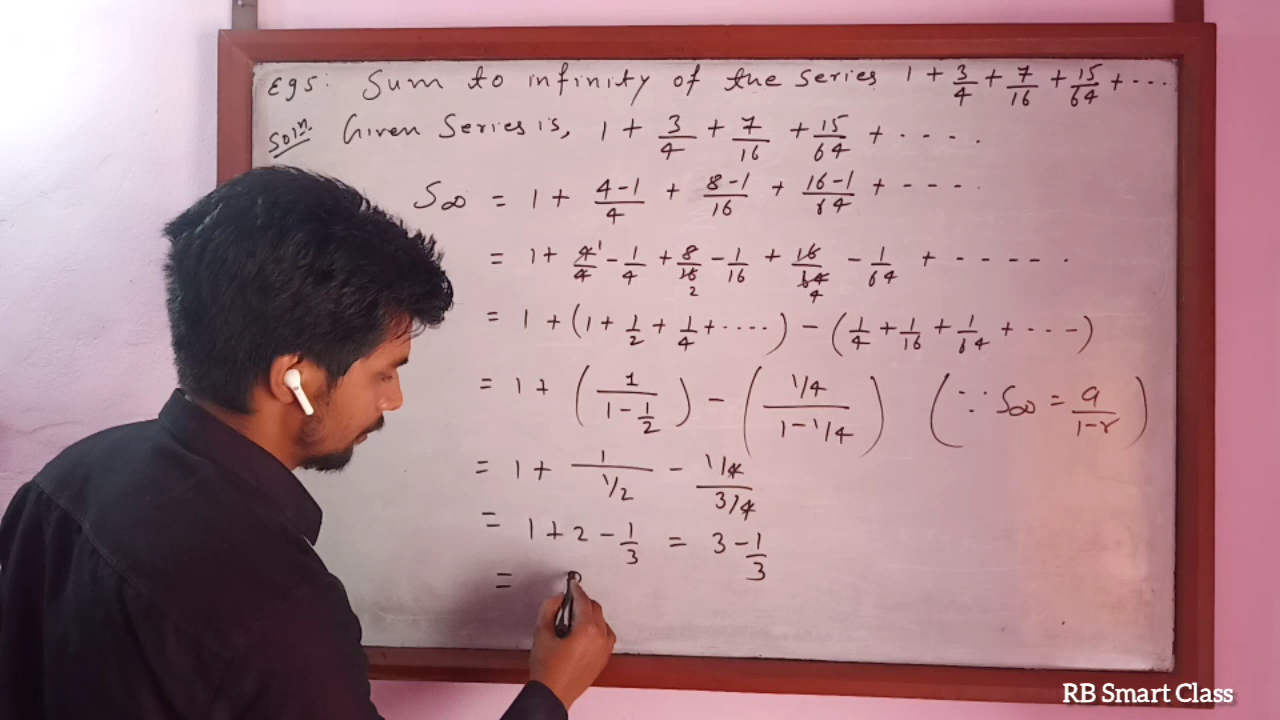 Eg5: Sum to infinity of the series 1 + 3/4 + 7/16 + 15/64 + ....
Soln. Given Series is, 1 + 3/4 + 7/16 + 15/64 + ....
S∞ = 1 + (4-1)/4 + (8-1)/16 + (16-1)/64 + ----
= 1 + 4/4 1 - 1/4 + 8/16 2 - 1/16 + 16/64 4 - 1/64 + -----
= 1 + (1 + 1/2 + 1/4 + ....) - (1/4 + 1/16 + 1/64 + ...)
= 1 + (1/(1 - 1/2)) - ((1/4)/(1 - 1/4)) (∵ S∞ = a/(1-r))
= 1 + 1/(1/2) - (1/4)/(3/4)
= 1 + 2 - 1/3 = 3 - 1/3
=
RB Smart Class